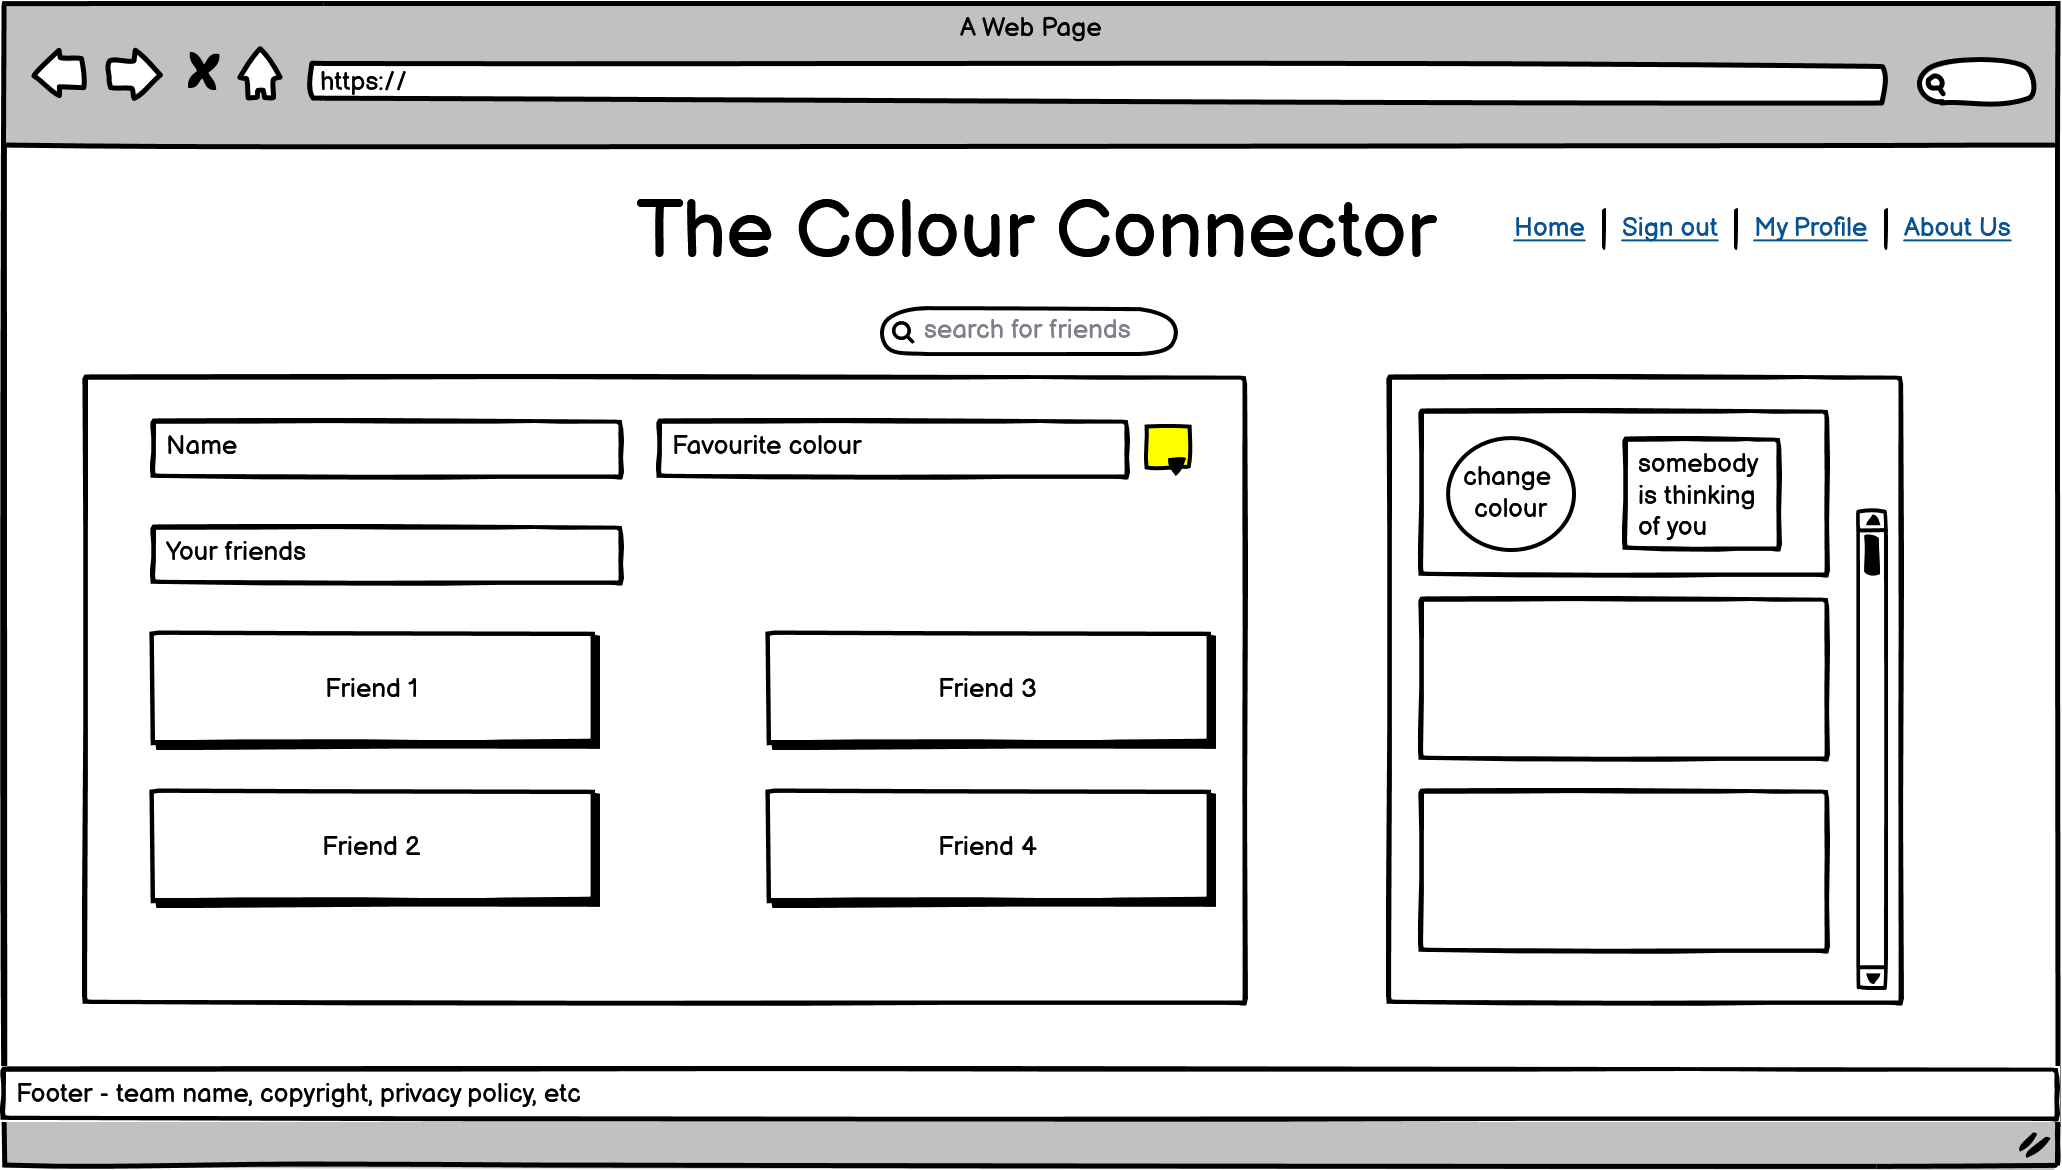 A Web Page
https://
The Colour Connector
Home
Sign out
My Profile
About Us
search for friends
Name
Favourite colour
Your friends
Friend 1
Friend 3
Friend 2
Friend 4
change
colour
somebody
is thinking
of you
Footer - team name, copyright, privacy policy, etc